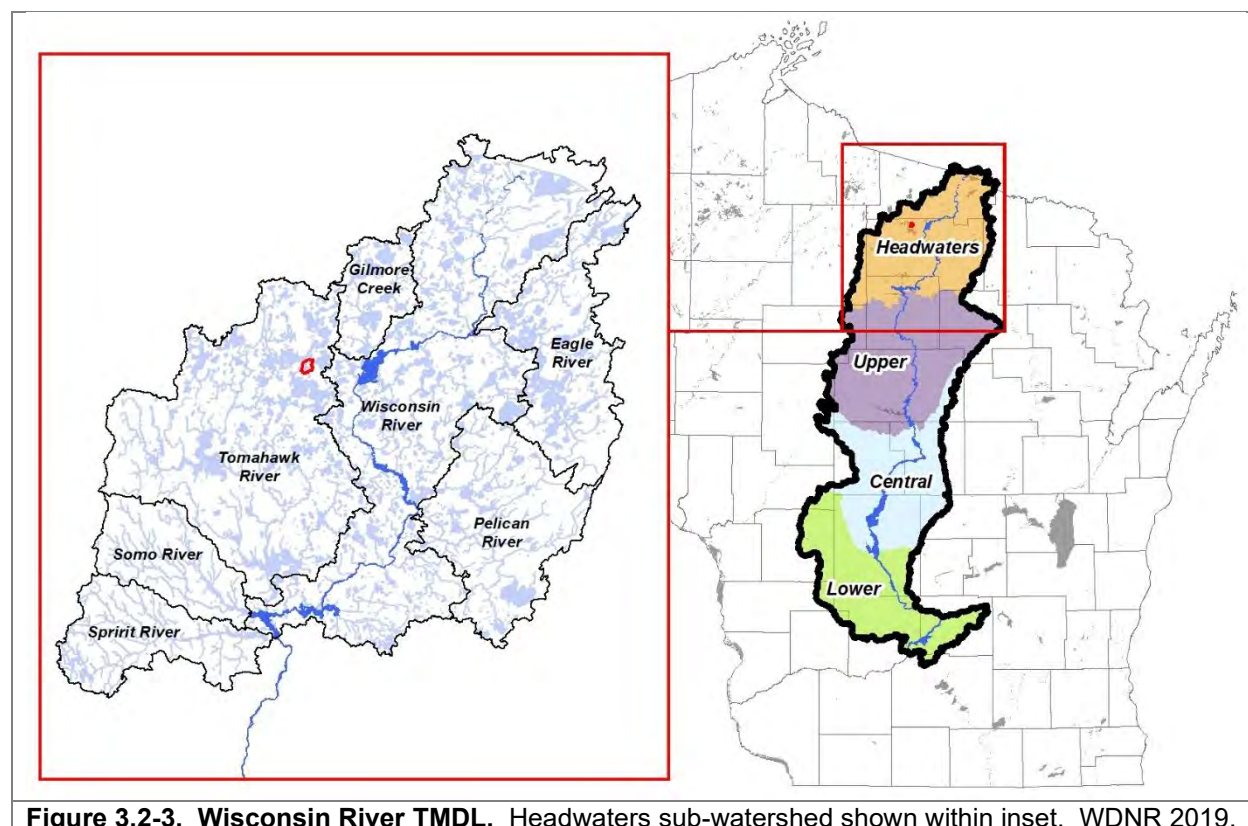 Gilmore
Creek
Eagle
River
Wisconsin
River
Tomahawk
River
Pelican
River
Somo River
Spririt River
Headwaters
Upper
Central
Lower
Figure 3.2-3. Wisconsin River TMDL. Headwaters sub-watershed shown within inset. WDNR 2019.